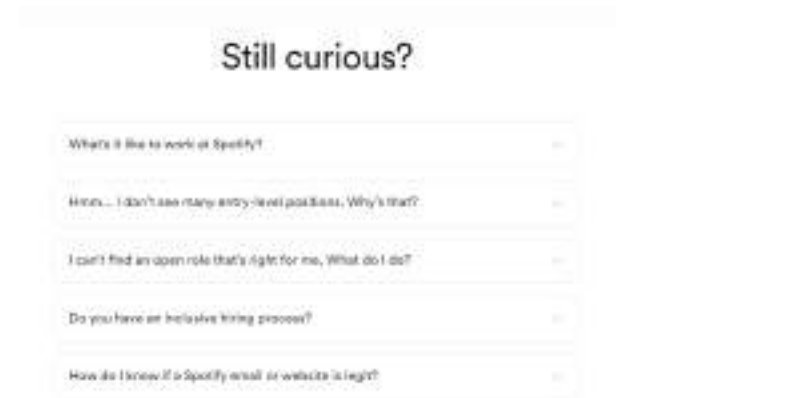 Still curious?
What's it like to work at Spotify?
Hmm... I don't see many entry-level positions. Why's that?
I can't find an open role that's right for me. What do I do?
Do you have an inclusive hiring process?
How do I know if a Spotify email or website is legit?